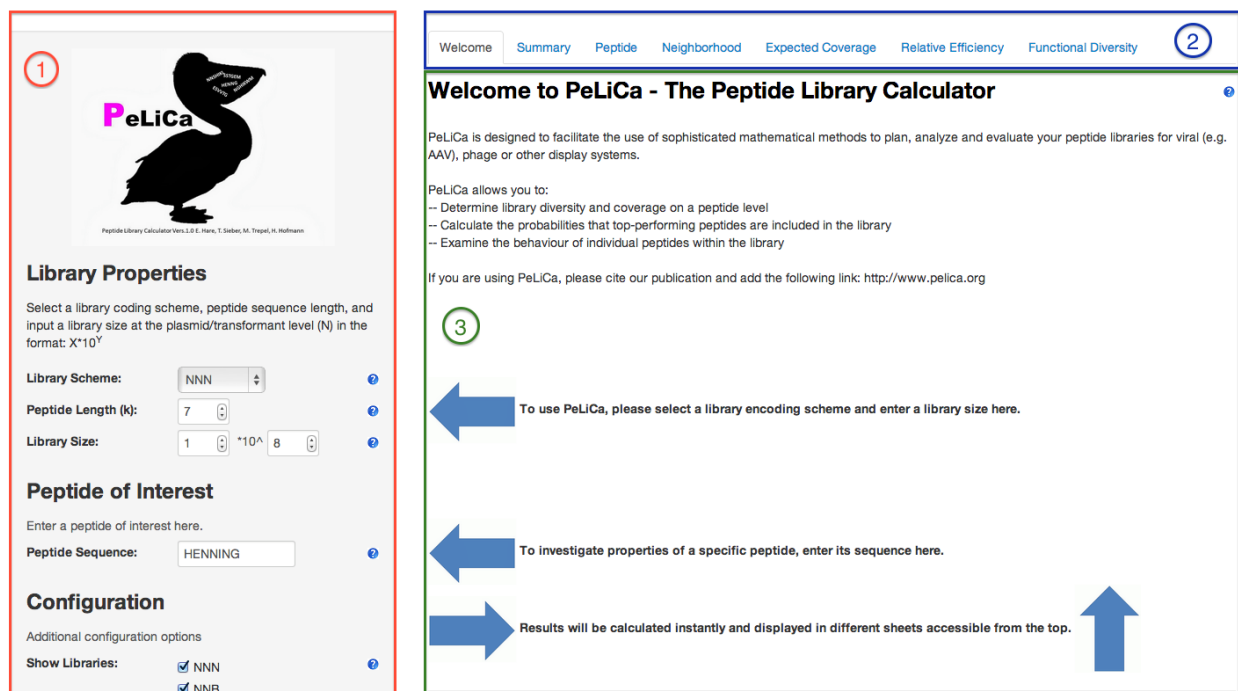 1
PeLiCa
Peptide Library Calculator Vers.1.0 E. Hare, T. Sieber, M. Trepel, H. Hofmann
Library Properties
Select a library coding scheme, peptide sequence length, and
input a library size at the plasmid/transformant level (N) in the
format: X*10^Y
Library Scheme: NNN ?
Peptide Length (k): 7 ?
Library Size: 1 *10^ 8 ?
Peptide of Interest
Enter a peptide of interest here.
Peptide Sequence: HENNING ?
Configuration
Additional configuration options
Show Libraries: NNN ?
NNB
Welcome Summary Peptide Neighborhood Expected Coverage Relative Efficiency Functional Diversity 2
Welcome to PeLiCa - The Peptide Library Calculator ?
PeLiCa is designed to facilitate the use of sophisticated mathematical methods to plan, analyze and evaluate your peptide libraries for viral (e.g.
AAV), phage or other display systems.
PeLiCa allows you to:
-- Determine library diversity and coverage on a peptide level
-- Calculate the probabilities that top-performing peptides are included in the library
-- Examine the behaviour of individual peptides within the library
If you are using PeLiCa, please cite our publication and add the following link: http://www.pelica.org
3
To use PeLiCa, please select a library encoding scheme and enter a library size here.
To investigate properties of a specific peptide, enter its sequence here.
Results will be calculated instantly and displayed in different sheets accessible from the top.